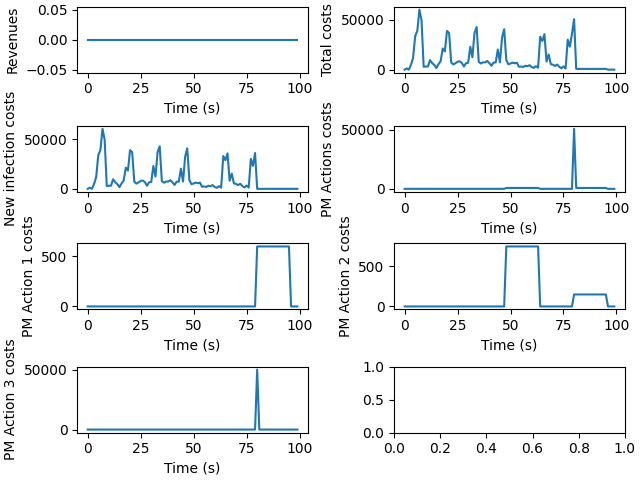 Revenues
0.05
0.00
−0.05
0 25 50 75 100
Time (s)
Total costs
50000
0
0 25 50 75 100
Time (s)
New infection costs
50000
0
0 25 50 75 100
Time (s)
PM Actions costs
50000
0
0 25 50 75 100
Time (s)
PM Action 1 costs
500
0
0 25 50 75 100
Time (s)
PM Action 2 costs
500
0
0 25 50 75 100
Time (s)
PM Action 3 costs
50000
0
0 25 50 75 100
Time (s)
1.0
0.5
0.0
0.0 0.2 0.4 0.6 0.8 1.0